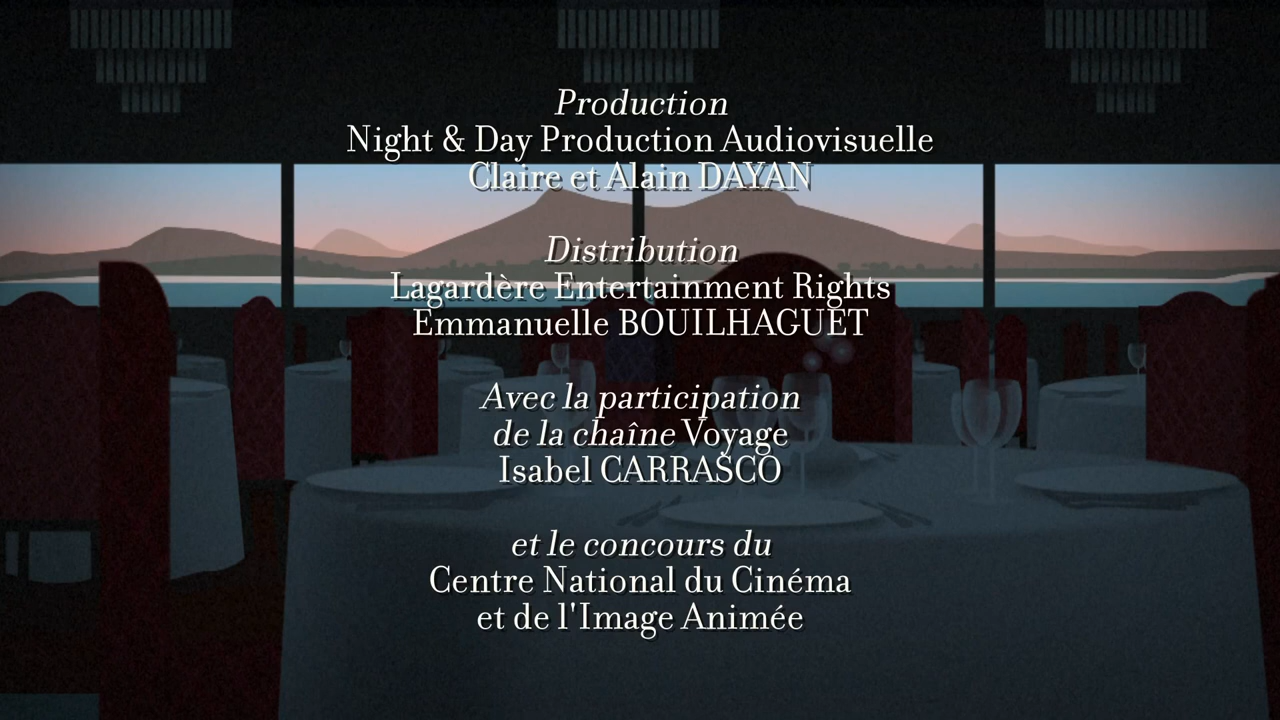 Production
Night & Day Production Audiovisuelle
Claire et Alain DAYAN
Distribution
Lagardère Entertainment Rights
Emmanuelle BOUILHAGUET
Avec la participation
de la chaîne Voyage
Isabel CARRASCO
et le concours du
Centre National du Cinéma
et de l'Image Animée